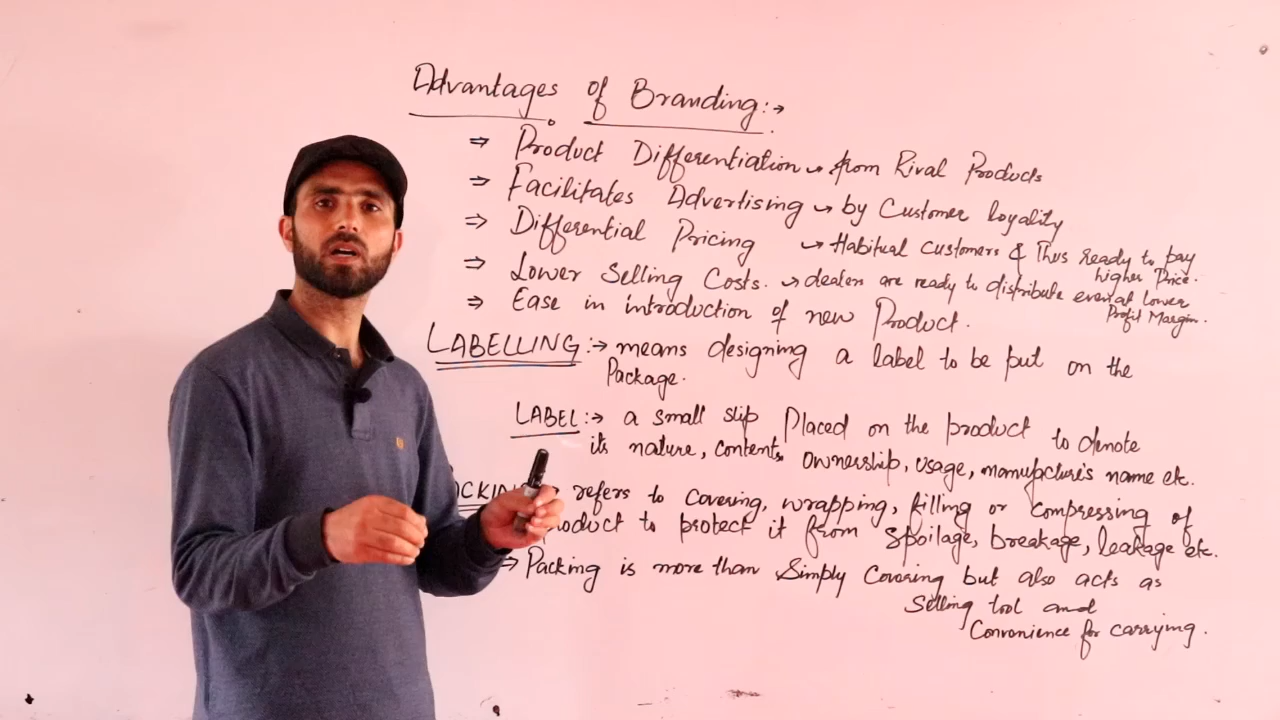 Advantages of Branding:→
⇒ Product Differentiation → from Rival Products
⇒ Facilitates Advertising → by Customer loyality
⇒ Differential Pricing → Habitual customers & Thus ready to pay
higher Price.
⇒ Lower Selling Costs. → dealers are ready to distribute even at lower
Profit Margin.
⇒ Ease in introduction of new Product.
LABELLING:→ means designing a label to be put on the
Package.
LABEL:→ a small slip Placed on the product to denote
its nature, contents, ownership, usage, manufacture's name etc.
refers to covering, wrapping, filling or compressing of
product to protect it from spoilage, breakage, leakage etc.
⇒ Packing is more than Simply Covering but also acts as
Selling tool and
Convenience for carrying.